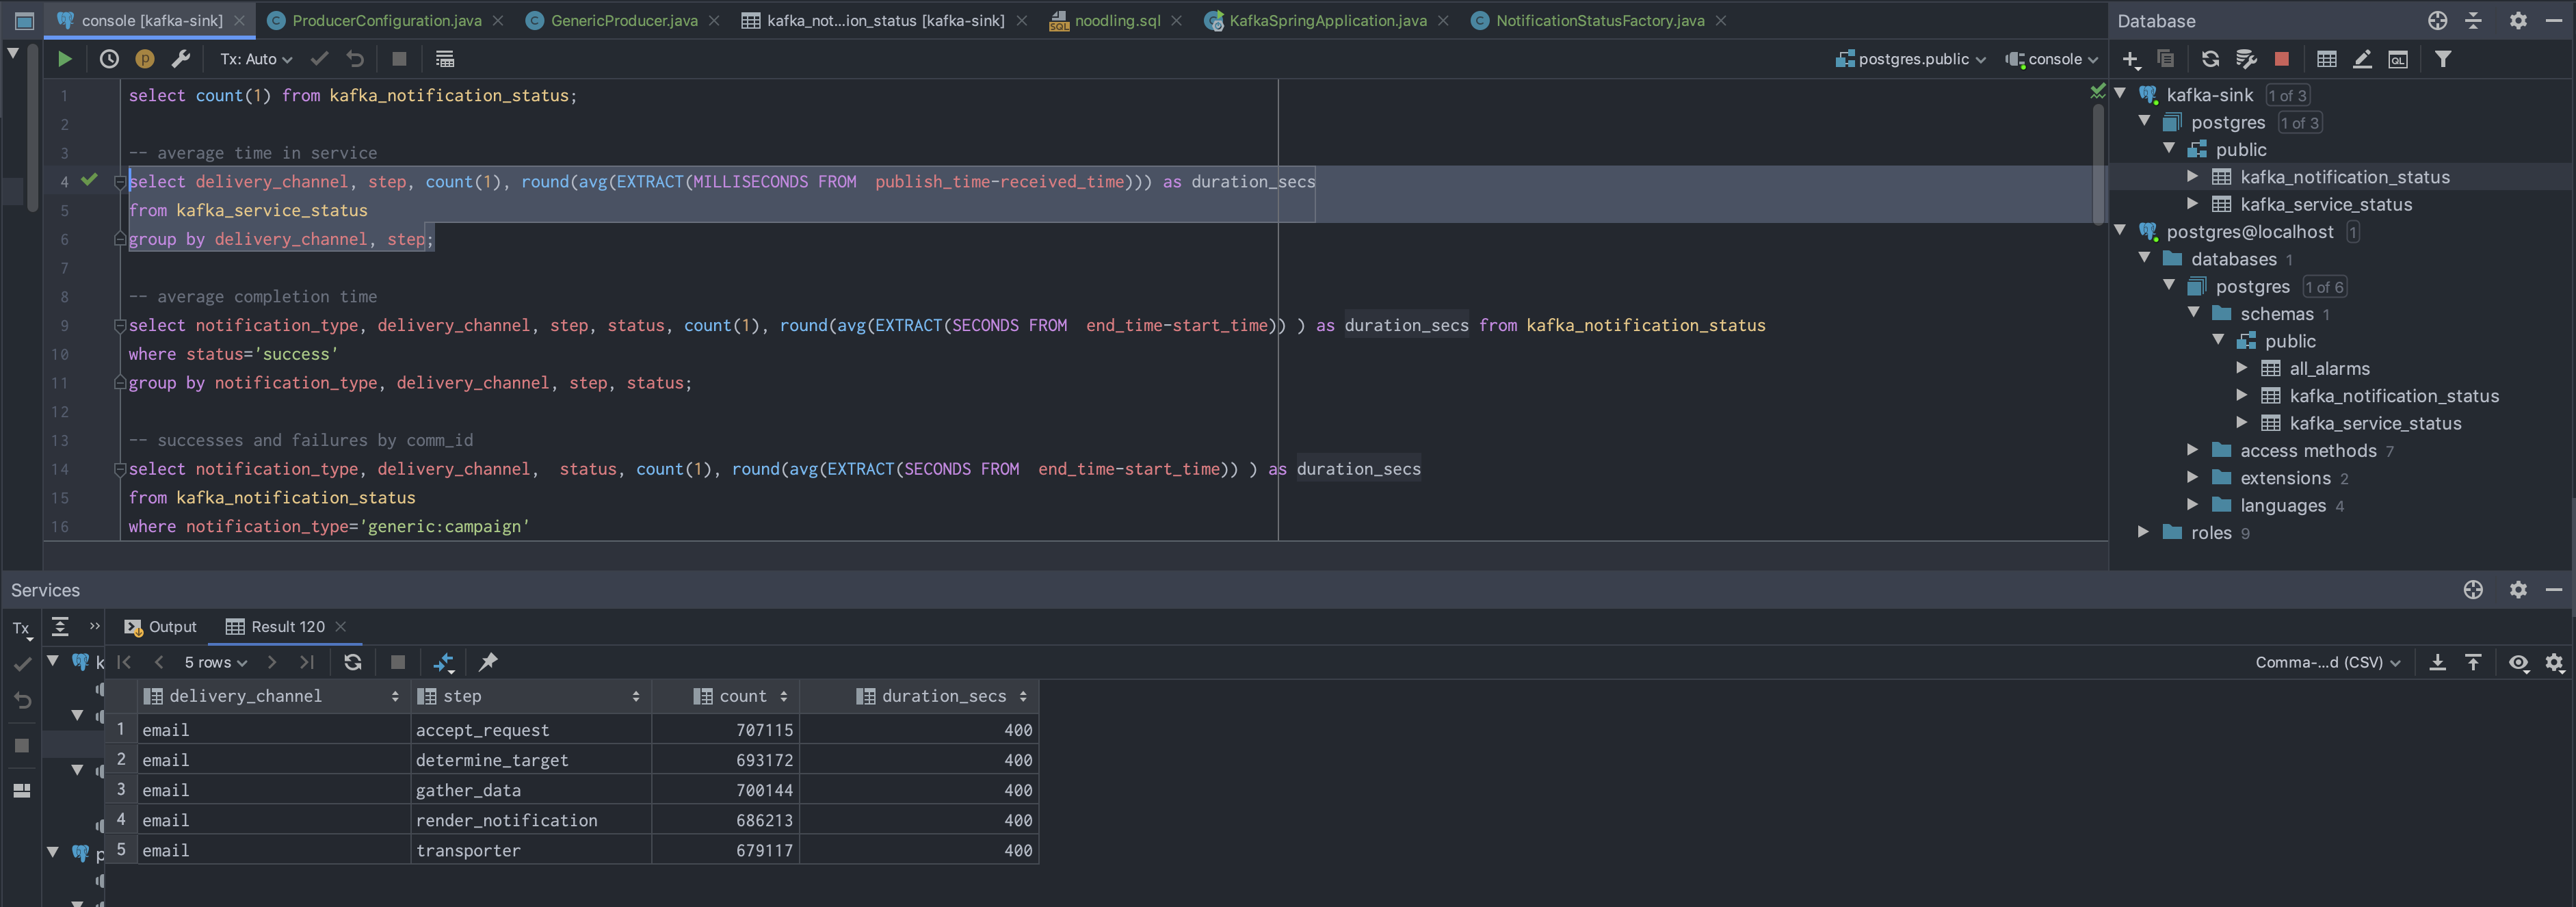 console [kafka-sink]
ProducerConfiguration.java
GenericProducer.java
kafka_not...ion_status [kafka-sink]
noodling.sql
KafkaSpringApplication.java
NotificationStatusFactory.java
Database
p
Tx: Auto
postgres.public
console
QL
1 select count(1) from kafka_notification_status;
2
3 -- average time in service
4 select delivery_channel, step, count(1), round(avg(EXTRACT(MILLISECONDS FROM  publish_time-received_time))) as duration_secs
5 from kafka_service_status
6 group by delivery_channel, step;
7
8 -- average completion time
9 select notification_type, delivery_channel, step, status, count(1), round(avg(EXTRACT(SECONDS FROM  end_time-start_time)) ) as duration_secs from kafka_notification_status
10 where status='success'
11 group by notification_type, delivery_channel, step, status;
12
13 -- successes and failures by comm_id
14 select notification_type, delivery_channel,  status, count(1), round(avg(EXTRACT(SECONDS FROM  end_time-start_time)) ) as duration_secs
15 from kafka_notification_status
16 where notification_type='generic:campaign'
kafka-sink 1 of 3
postgres 1 of 3
public
kafka_notification_status
kafka_service_status
postgres@localhost 1
databases 1
postgres 1 of 6
schemas 1
public
all_alarms
kafka_notification_status
kafka_service_status
access methods 7
extensions 2
languages 4
roles 9
Services
Tx
Output
Result 120
k
5 rows
Comma-...d (CSV)
delivery_channel step count duration_secs
1 email accept_request 707115 400
2 email determine_target 693172 400
3 email gather_data 700144 400
4 email render_notification 686213 400
5 email transporter 679117 400
p